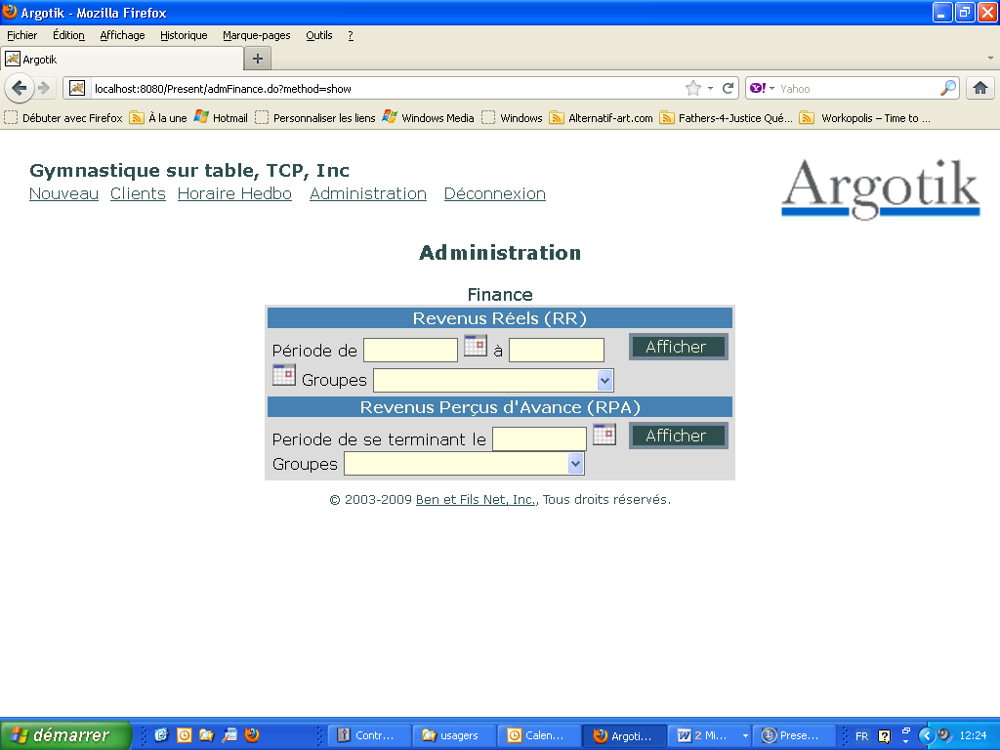 Argotik - Mozilla Firefox
Fichier Édition Affichage Historique Marque-pages Outils ?
Argotik
localhost:8080/Present/admFinance.do?method=show
Yahoo
Débuter avec Firefox À la une Hotmail Personnaliser les liens Windows Media Windows Alternatif-art.com Fathers-4-Justice Qué... Workopolis – Time to ...
Gymnastique sur table, TCP, Inc
Argotik
Nouveau Clients Horaire Hedbo Administration Déconnexion
Administration
Finance
Revenus Réels (RR)
Période de à Afficher
Groupes
Revenus Perçus d'Avance (RPA)
Periode de se terminant le Afficher
Groupes
© 2003-2009 Ben et Fils Net, Inc., Tous droits réservés.
démarrer Contr... usagers Calen... Argoti... 2 Mi... Prese... FR 12:24